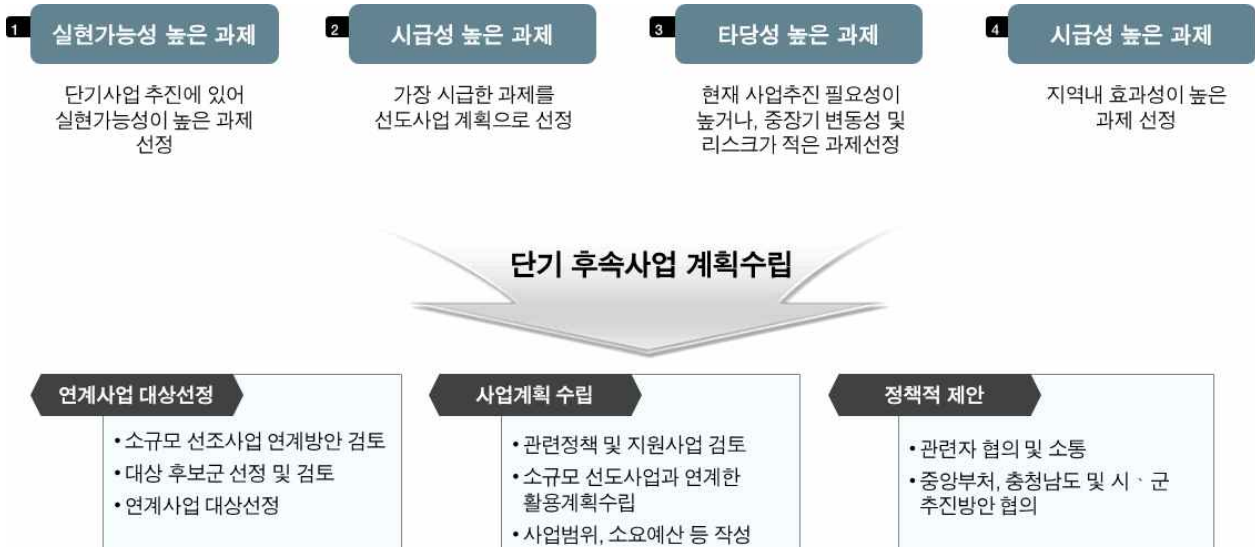 1 실현가능성 높은 과제
단기사업 추진에 있어
실현가능성이 높은 과제
선정
2 시급성 높은 과제
가장 시급한 과제를
선도사업 계획으로 선정
3 타당성 높은 과제
현재 사업추진 필요성이
높거나, 중장기 변동성 및
리스크가 적은 과제선정
4 시급성 높은 과제
지역내 효과성이 높은
과제 선정
단기 후속사업 계획수립
연계사업 대상선정
• 소규모 선조사업 연계방안 검토
• 대상 후보군 선정 및 검토
• 연계사업 대상선정
사업계획 수립
• 관련정책 및 지원사업 검토
• 소규모 선도사업과 연계한
활용계획수립
• 사업범위, 소요예산 등 작성
정책적 제안
• 관련자 협의 및 소통
• 중앙부처, 충청남도 및 시ㆍ군
추진방안 협의